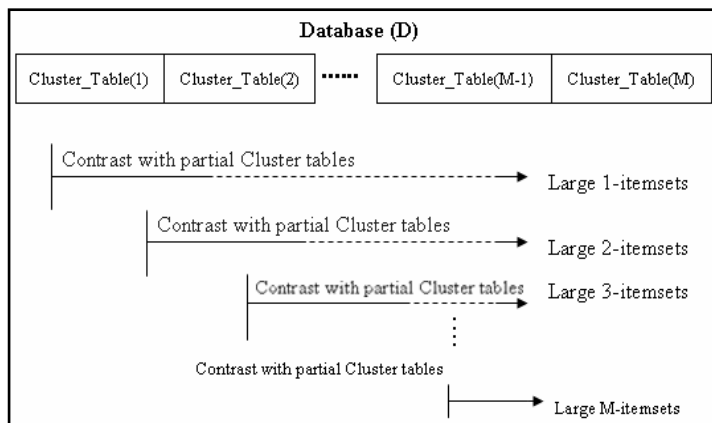 Database (D)
Cluster_Table(1) Cluster_Table(2) ...... Cluster_Table(M-1) Cluster_Table(M)
Contrast with partial Cluster tables
Large 1-itemsets
Contrast with partial Cluster tables
Large 2-itemsets
Contrast with partial Cluster tables
Large 3-itemsets
Contrast with partial Cluster tables
Large M-itemsets